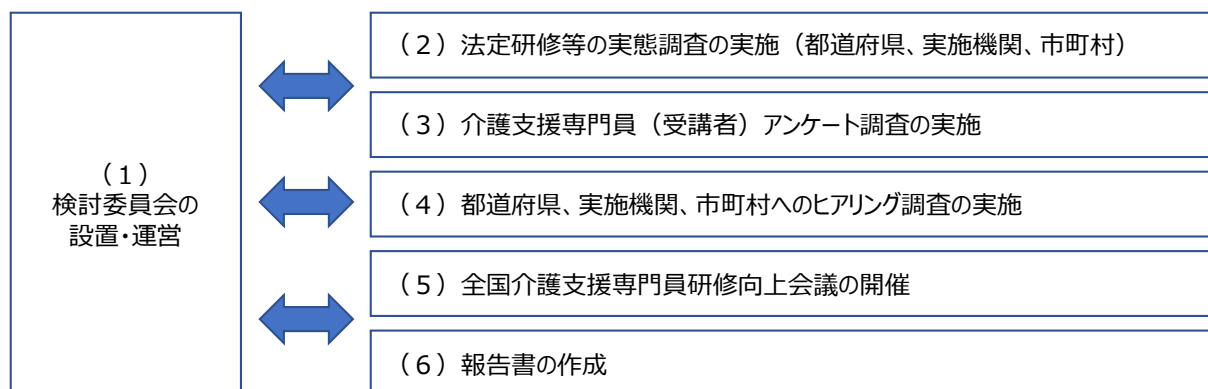 (1)
検討委員会の
設置・運営
(2)法定研修等の実態調査の実施(都道府県、実施機関、市町村)
(3)介護支援専門員(受講者)アンケート調査の実施
(4)都道府県、実施機関、市町村へのヒアリング調査の実施
(5)全国介護支援専門員研修向上会議の開催
(6)報告書の作成